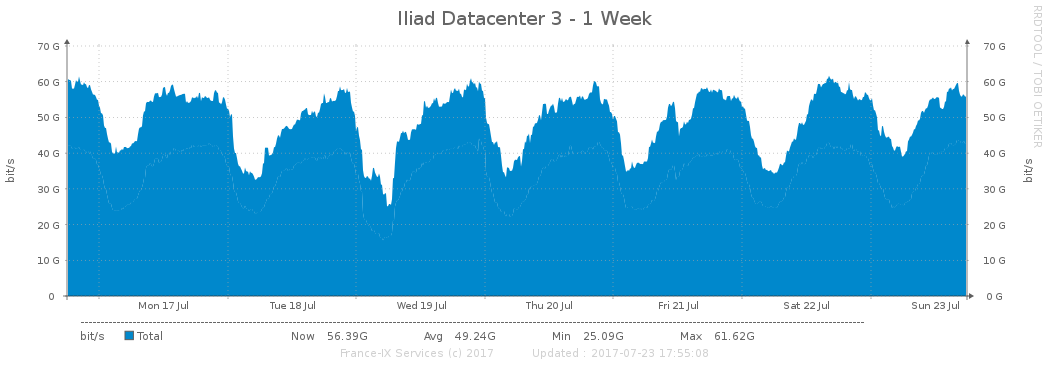 Iliad Datacenter 3 - 1 Week
RRDTOOL / TOBI OETIKER
70 G 70 G
60 G 60 G
50 G 50 G
40 G 40 G
30 G 30 G
20 G 20 G
10 G 10 G
0 0 G
bit/s
bit/s
Mon 17 Jul Tue 18 Jul Wed 19 Jul Thu 20 Jul Fri 21 Jul Sat 22 Jul Sun 23 Jul
bit/s Total Now 56.39G Avg 49.24G Min 25.09G Max 61.62G
France-IX Services (c) 2017 Updated : 2017-07-23 17:55:08